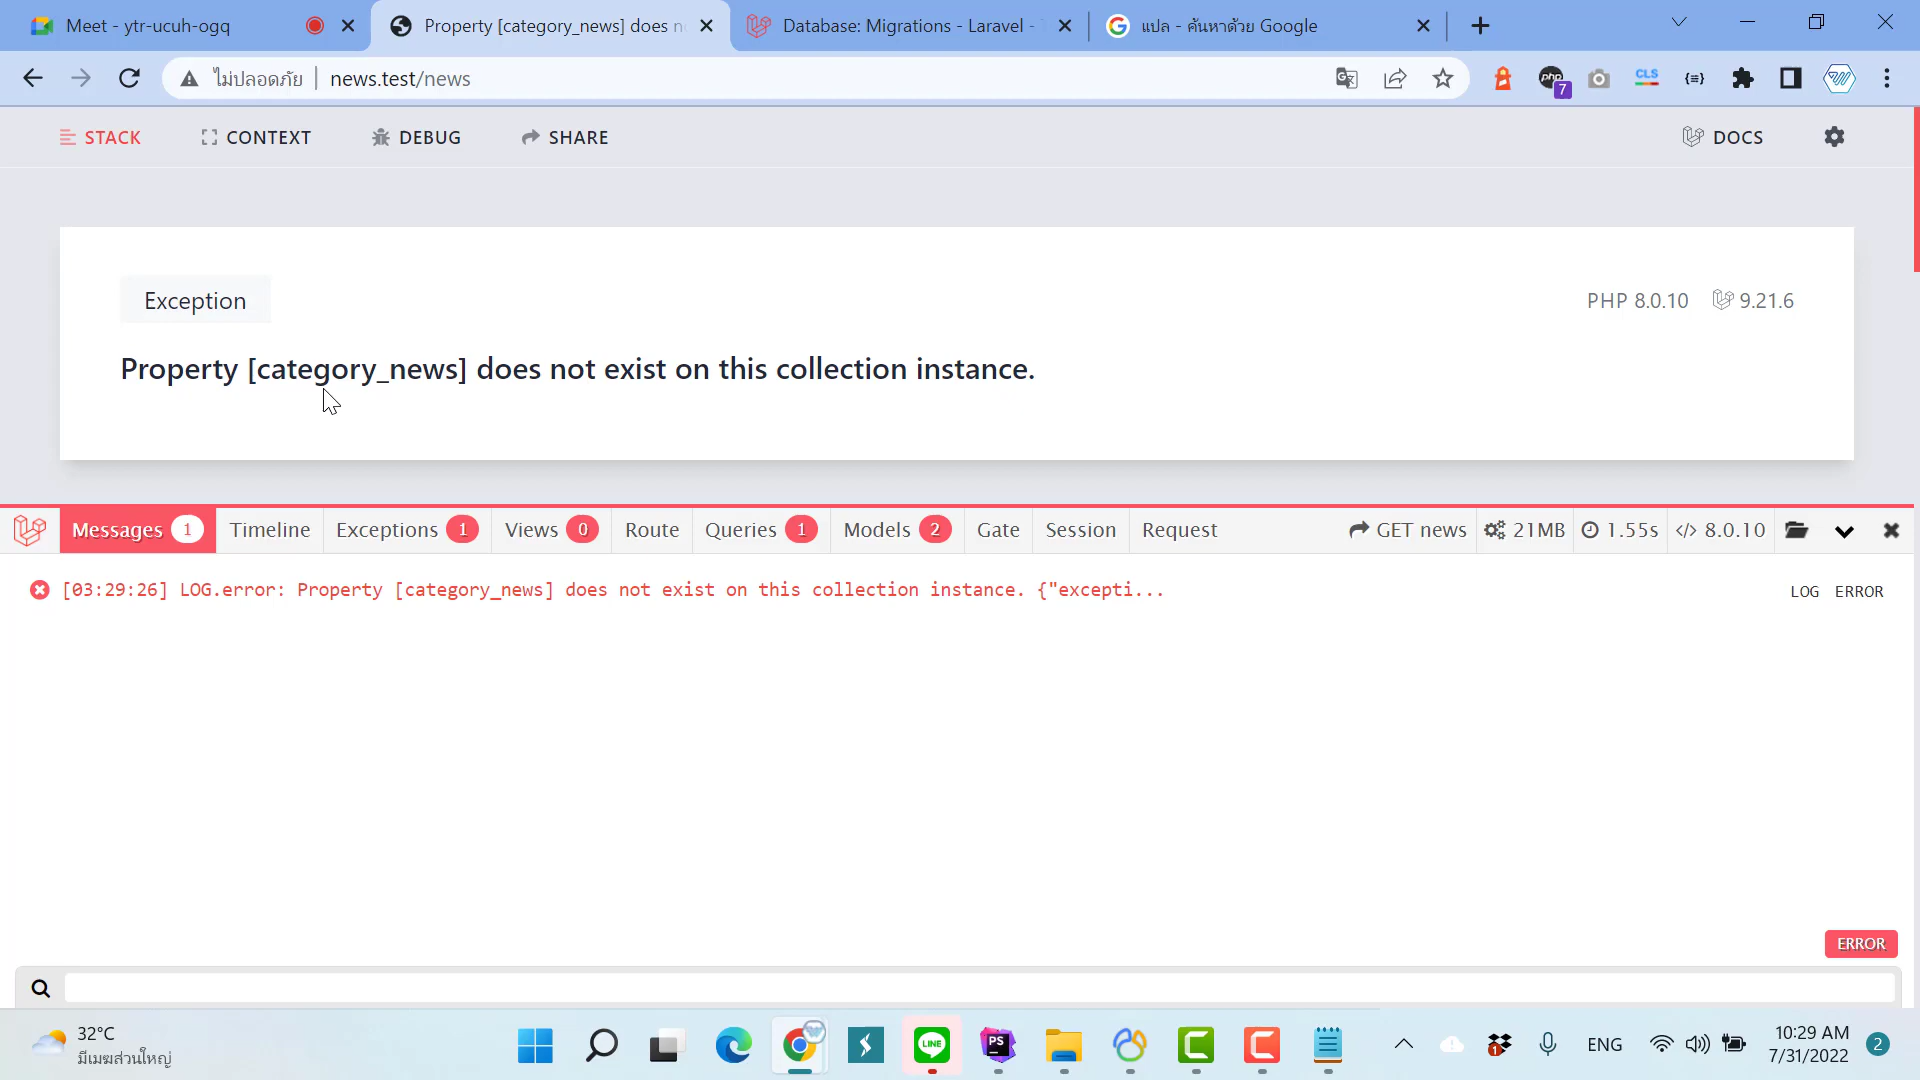 Meet - ytr-ucuh-ogq
Property [category_news] does n
Database: Migrations - Laravel -
แปล - ค้นหาด้วย Google
ไม่ปลอดภัย
news.test/news
php
7
CLS
STACK
CONTEXT
DEBUG
SHARE
DOCS
Exception
PHP 8.0.10
9.21.6
Property [category_news] does not exist on this collection instance.
Messages 1
Timeline
Exceptions 1
Views 0
Route
Queries 1
Models 2
Gate
Session
Request
GET news
21MB
1.55s
8.0.10
[03:29:26] LOG.error: Property [category_news] does not exist on this collection instance. {"excepti...
LOG ERROR
ERROR
32°C
มีเมฆส่วนใหญ่
LINE
PS
1
ENG
10:29 AM
7/31/2022
2